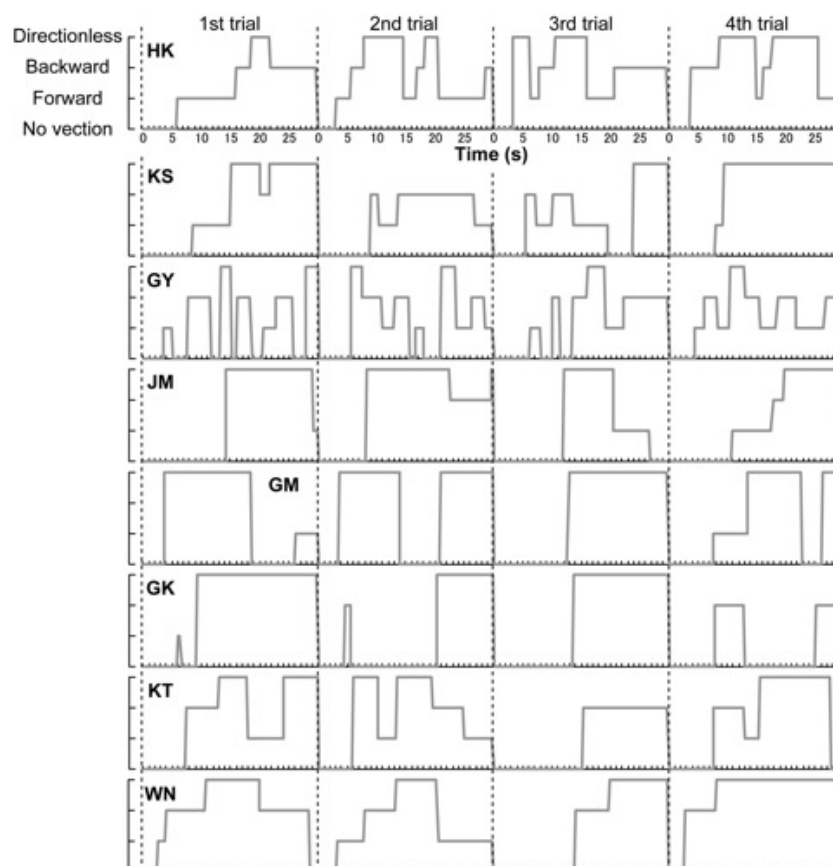 1st trial 2nd trial 3rd trial 4th trial
Directionless
HK
Backward
Forward
No vection
0 5 10 15 20 25 0 5 10 15 20 25 0 5 10 15 20 25 0 5 10 15 20 25
Time (s)
KS
GY
JM
GM
GK
KT
WN